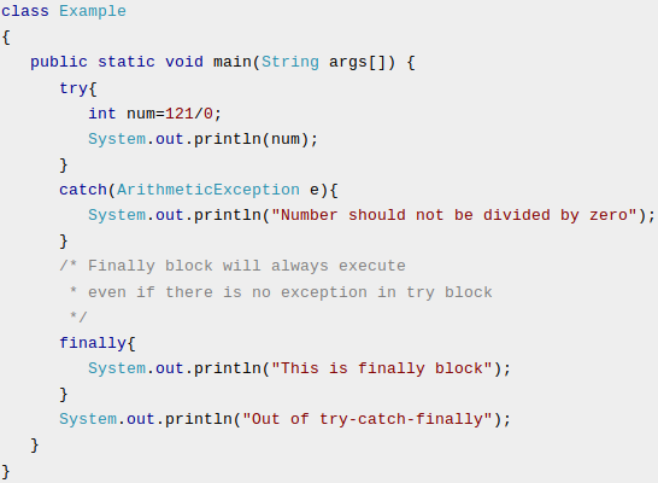 class Example
{
   public static void main(String args[]) {
      try{
         int num=121/0;
         System.out.println(num);
      }
      catch(ArithmeticException e){
         System.out.println("Number should not be divided by zero");
      }
      /* Finally block will always execute
       * even if there is no exception in try block
       */
      finally{
         System.out.println("This is finally block");
      }
      System.out.println("Out of try-catch-finally");
   }
}